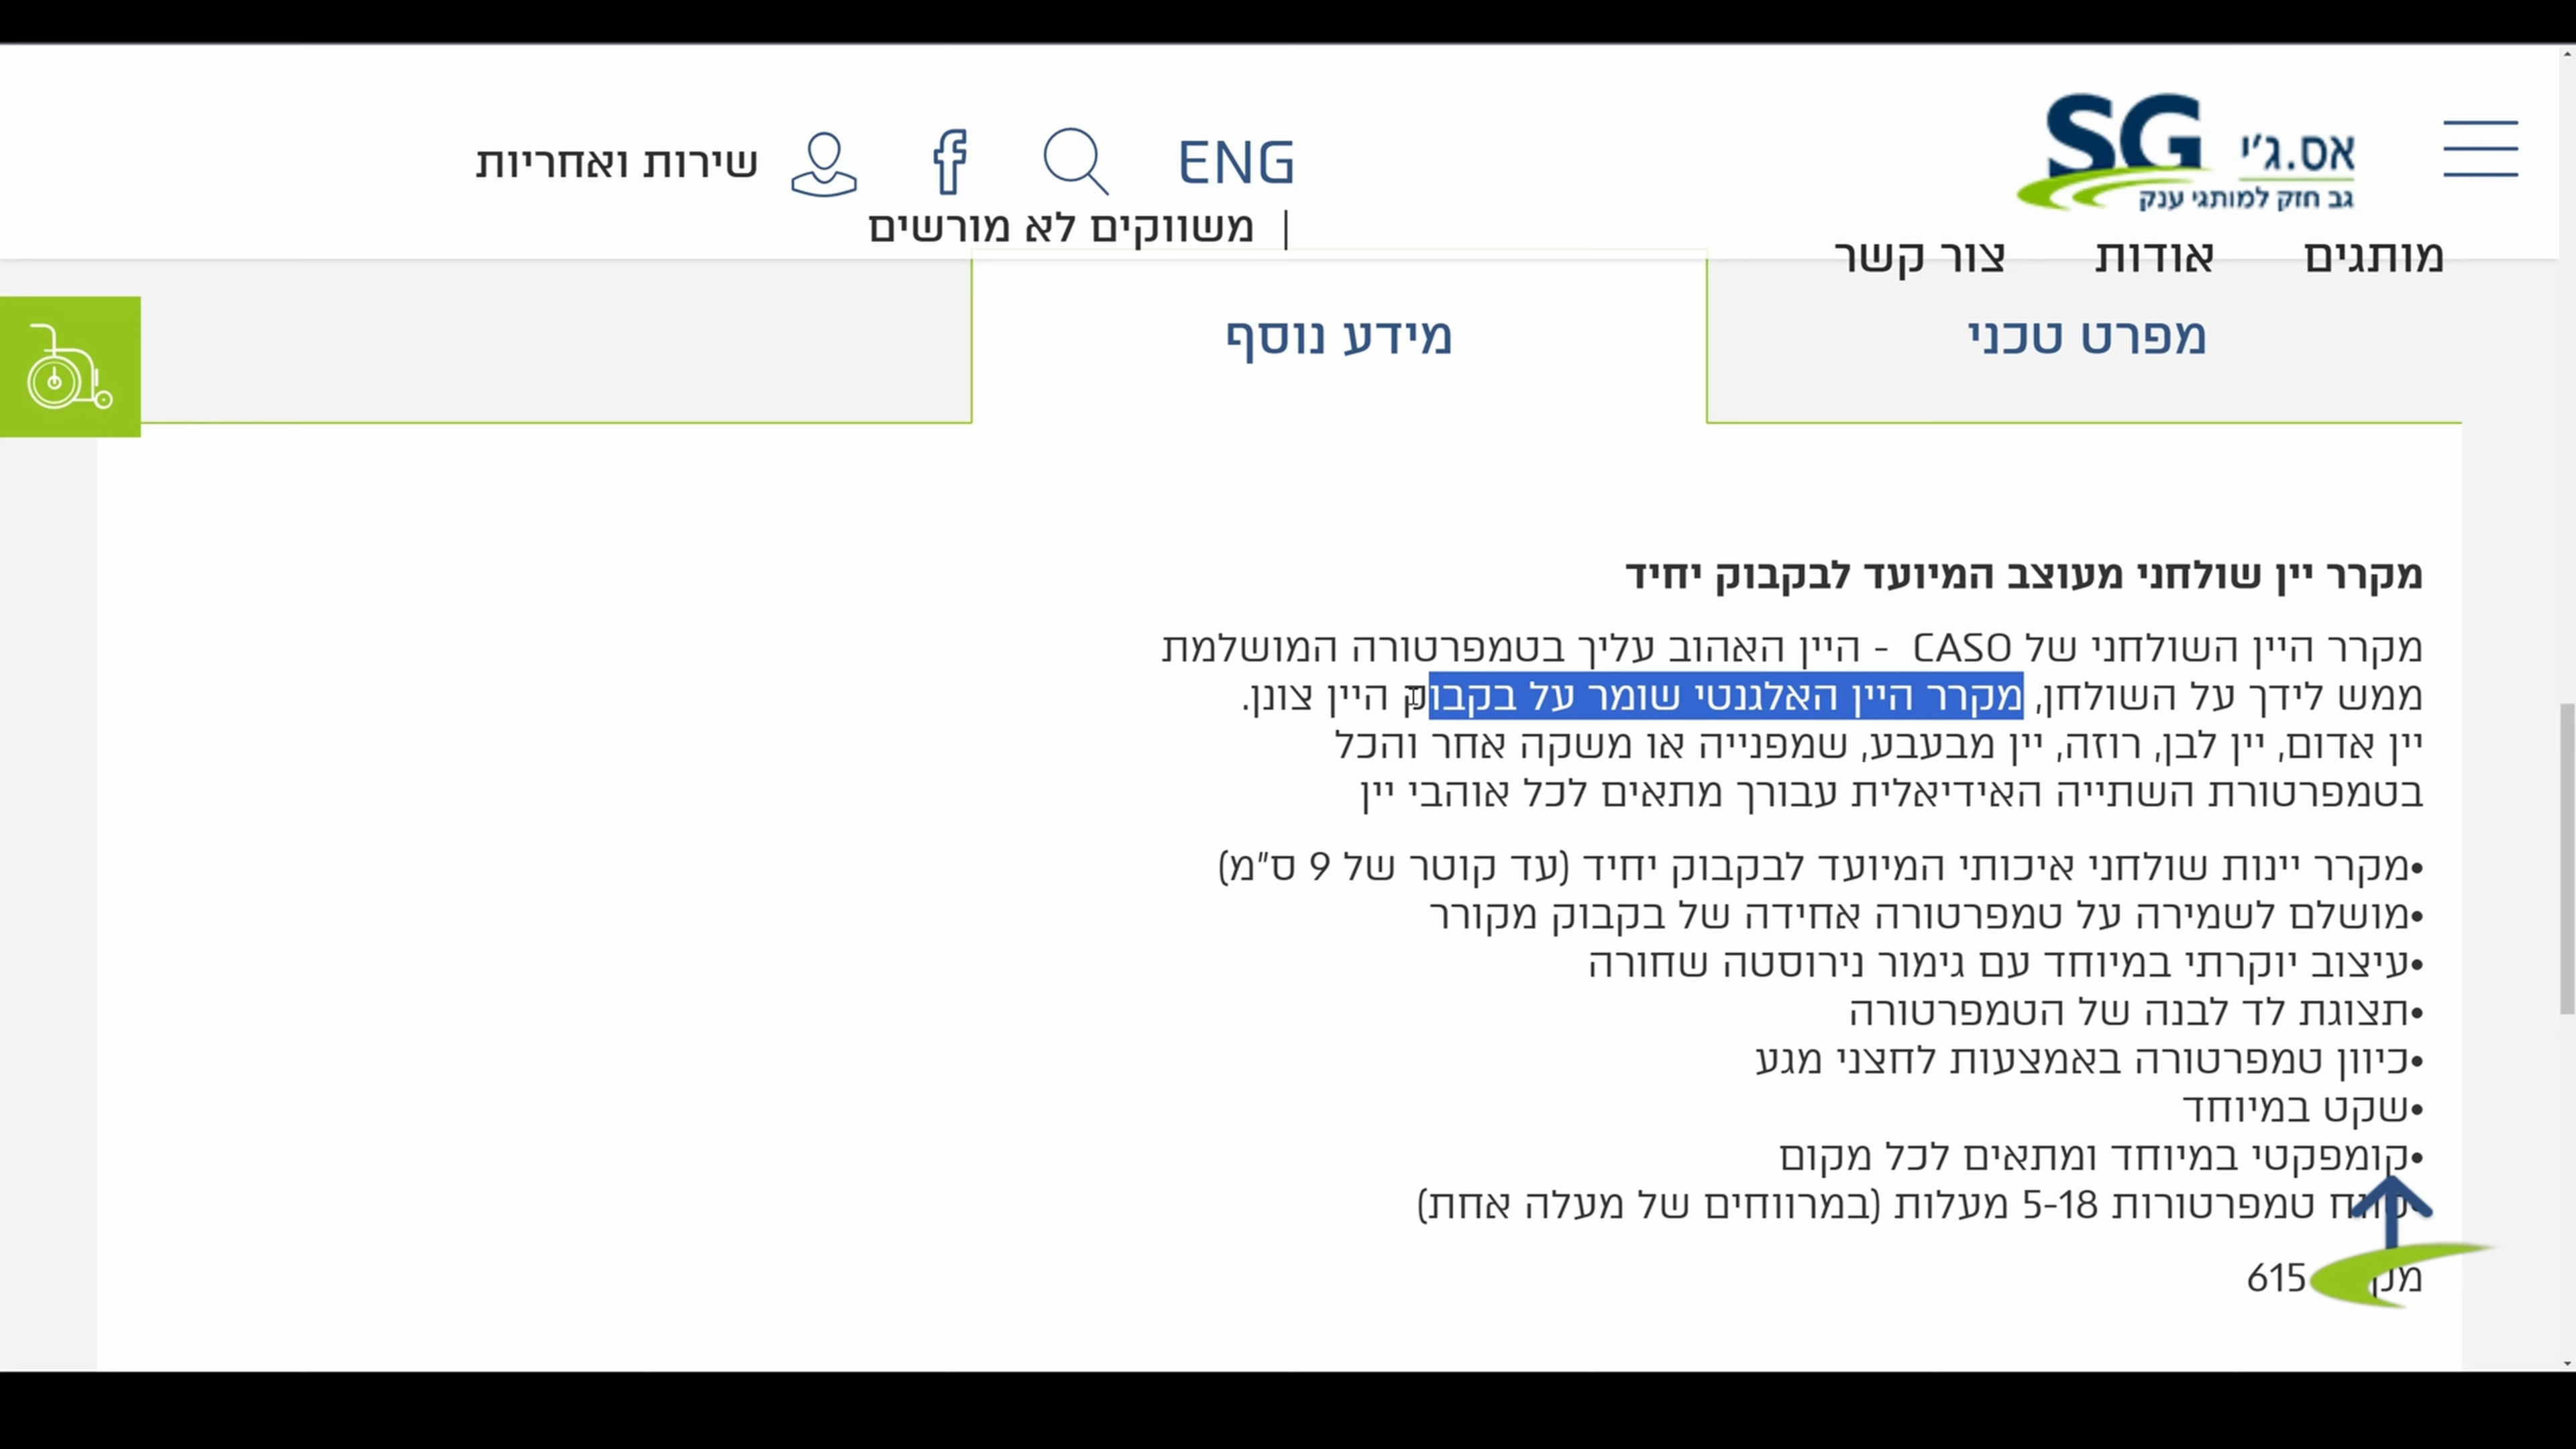 SG אס.ג'י
גב חזק למותגי ענק
ENG
שירות ואחריות
| משווקים לא מורשים
מותגים אודות צור קשר
מפרט טכני מידע נוסף
מקרר יין שולחני מעוצב המיועד לבקבוק יחיד
מקרר היין השולחני של CASO - היין האהוב עליך בטמפרטורה המושלמת
ממש לידך על השולחן, מקרר היין האלגנטי שומר על בקבוק היין צונן.
יין אדום, יין לבן, רוזה, יין מבעבע, שמפנייה או משקה אחר והכל
בטמפרטורת השתייה האידיאלית עבורך מתאים לכל אוהבי יין
•מקרר יינות שולחני איכותי המיועד לבקבוק יחיד (עד קוטר של 9 ס"מ)
•מושלם לשמירה על טמפרטורה אחידה של בקבוק מקורר
•עיצוב יוקרתי במיוחד עם גימור נירוסטה שחורה
•תצוגת לד לבנה של הטמפרטורה
•כיוון טמפרטורה באמצעות לחצני מגע
•שקט במיוחד
•קומפקטי במיוחד ומתאים לכל מקום
טמפרטורות 5-18 מעלות (במרווחים של מעלה אחת)
615